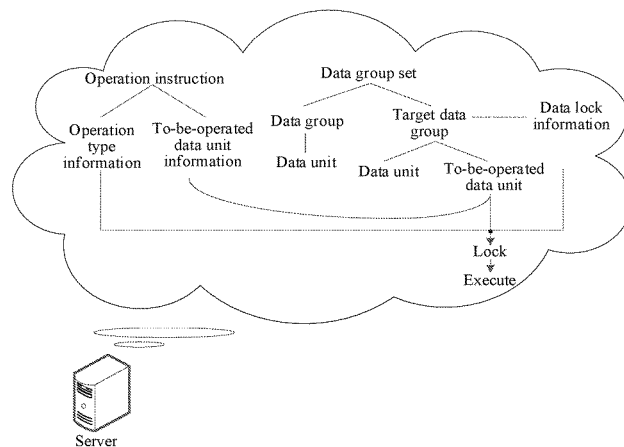 Operation instruction
Data group set
Operation
type
information
To-be-operated
data unit
information
Data group
Data unit
Target data
group
Data unit
To-be-operated
data unit
Data lock
information
Lock
Execute
Server